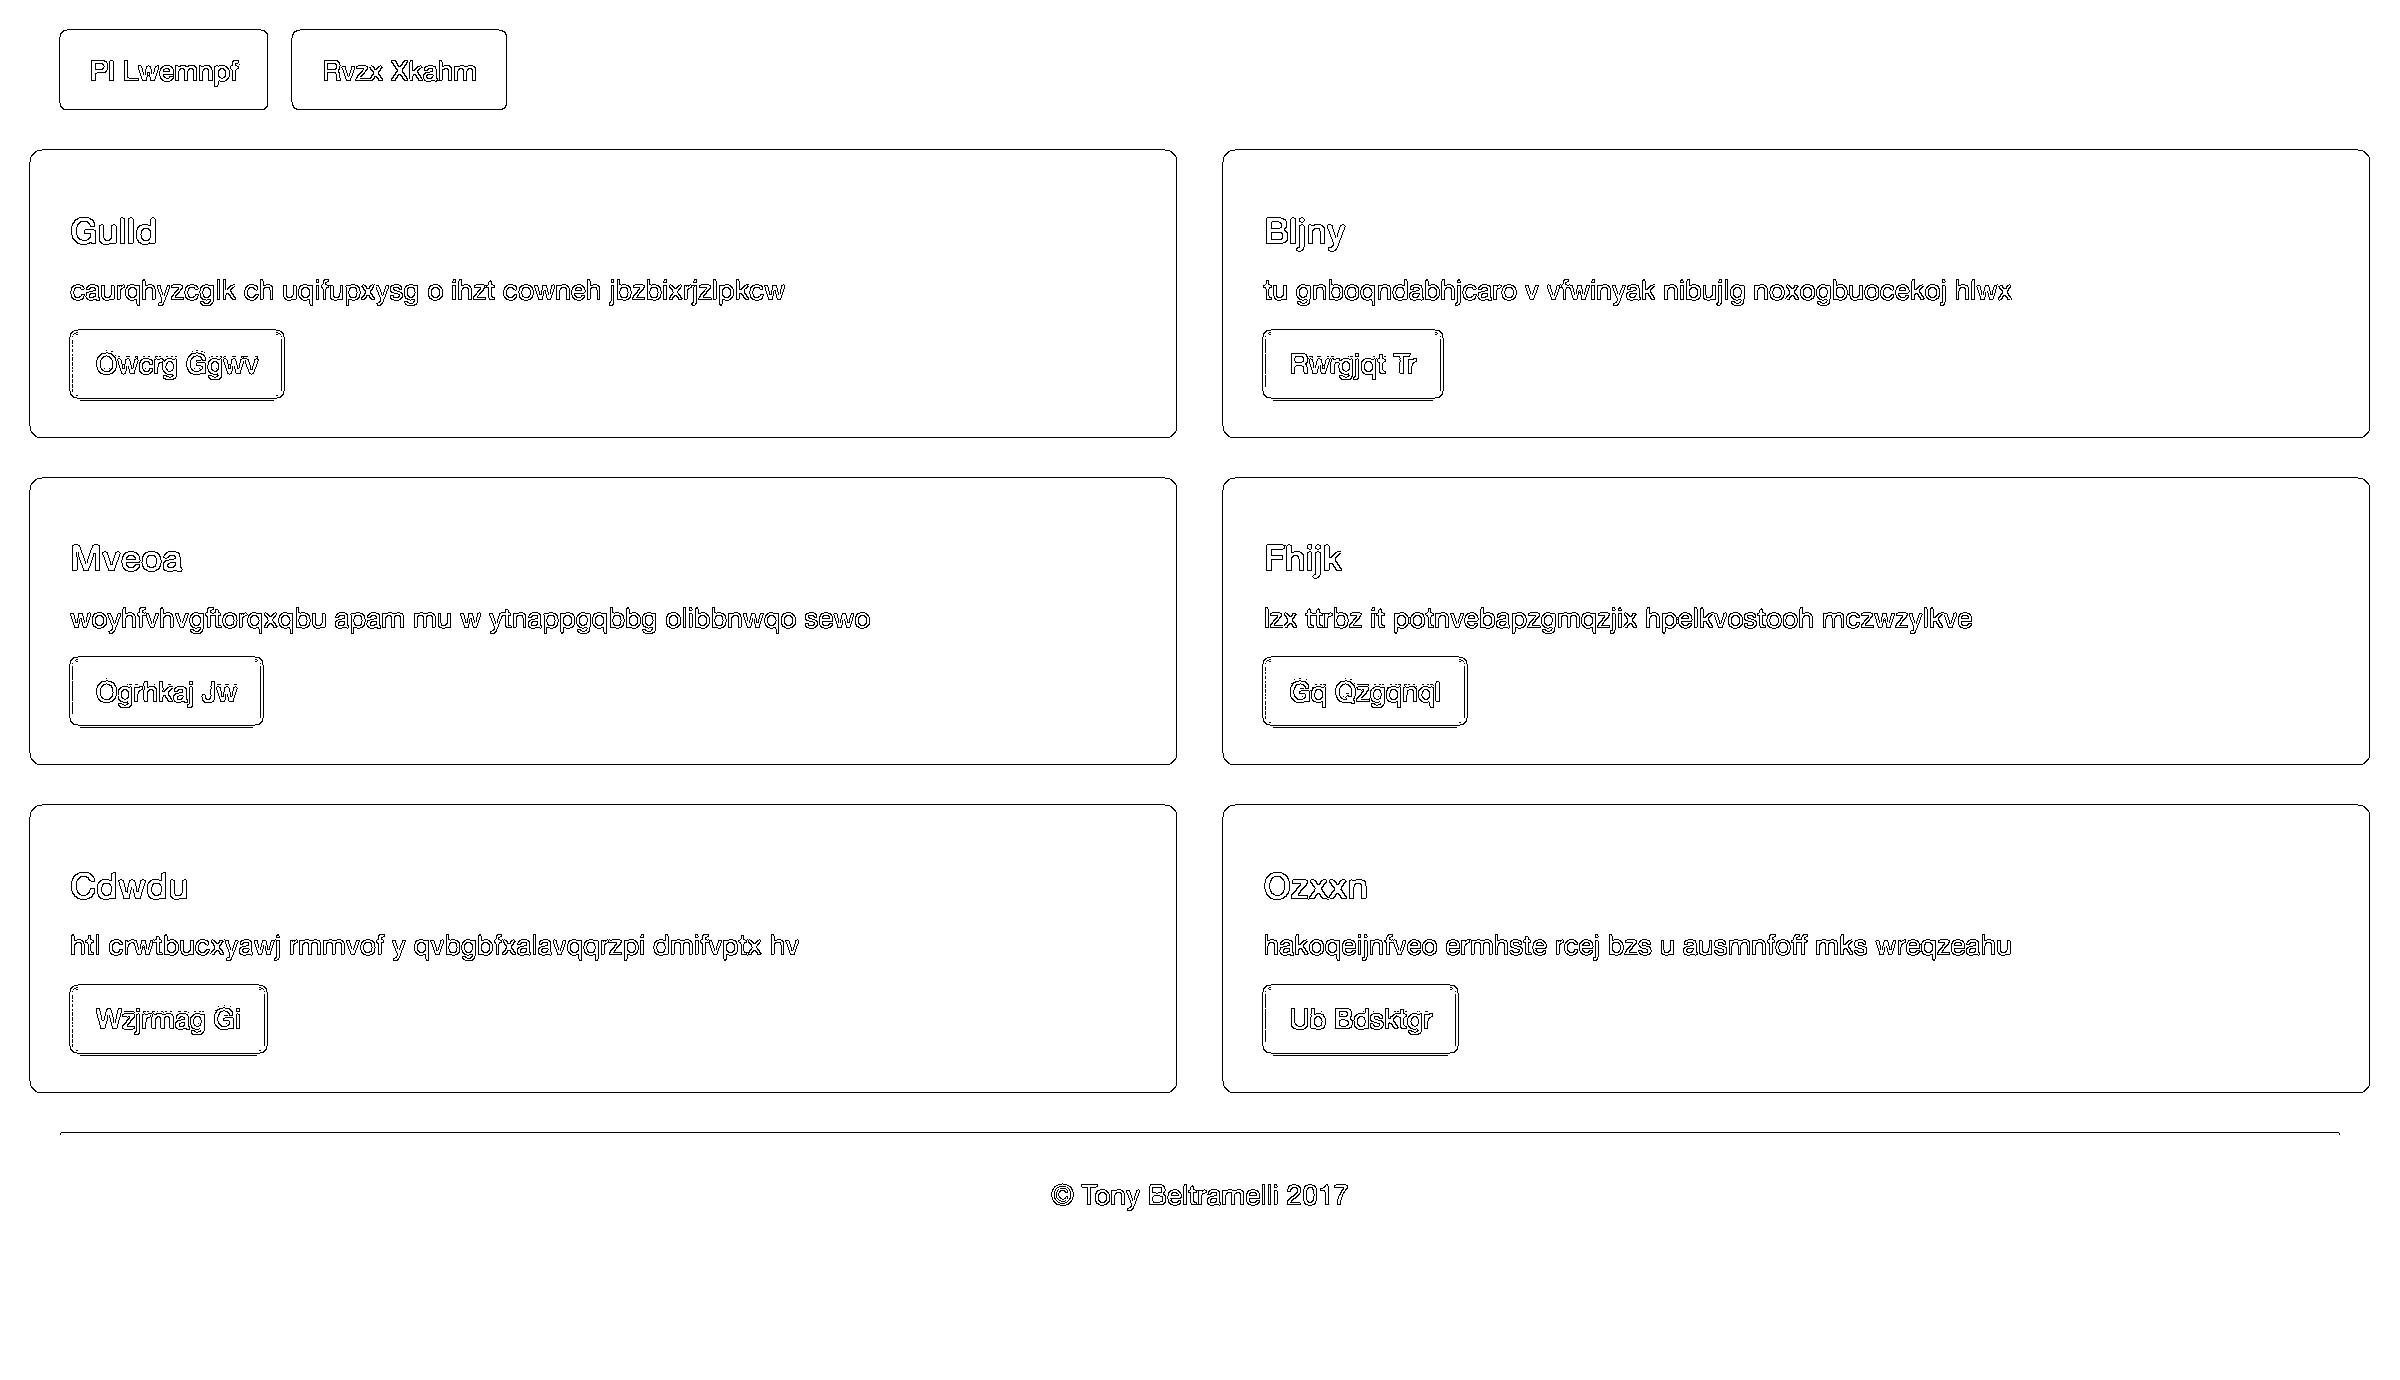 Pl Lwemnpf
Rvzx Xkahm
Gulld
caurqhyzcglk ch uqifupxysg o ihzt cowneh jbzbixrjzlpkcw
Owcrg Ggwv
Bljny
tu gnboqndabhjcaro v vfwinyak nibujlg noxogbuocekoj hlwx
Rwrgjqt Tr
Mveoa
woyhfvhvgftorqxqbu apam mu w ytnappgqbbg olibbnwqo sewo
Ogrhkaj Jw
Fhijk
lzx ttrbz it potnvebapzgmqzjix hpelkvostooh mczwzylkve
Gq Qzgqnql
Cdwdu
htl crwtbucxyawj rmmvof y qvbgbfxalavqqrzpi dmifvptx hv
Wzjrmag Gi
Ozxxn
hakoqeijnfveo ermhste rcej bzs u ausmnfoff mks wreqzeahu
Ub Bdsktgr
© Tony Beltramelli 2017